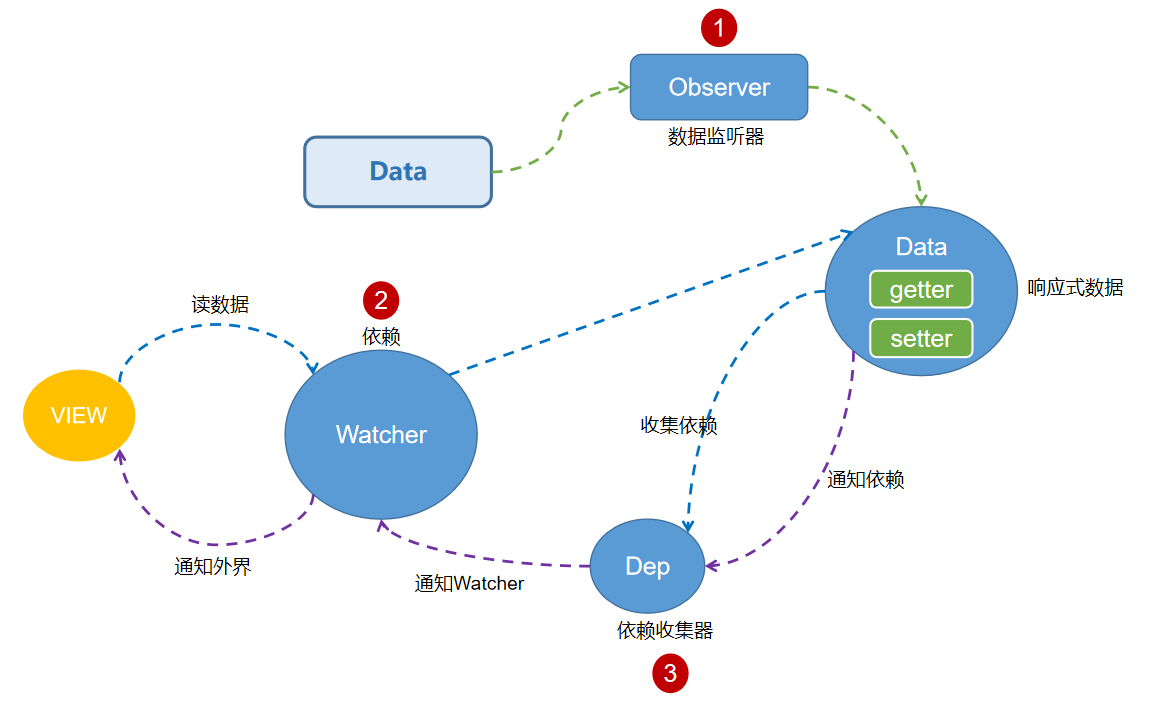 1
Observer
数据监听器
Data
Data
getter
setter
响应式数据
读数据
2
依赖
VIEW
Watcher
收集依赖
通知依赖
通知外界
通知Watcher
Dep
依赖收集器
3